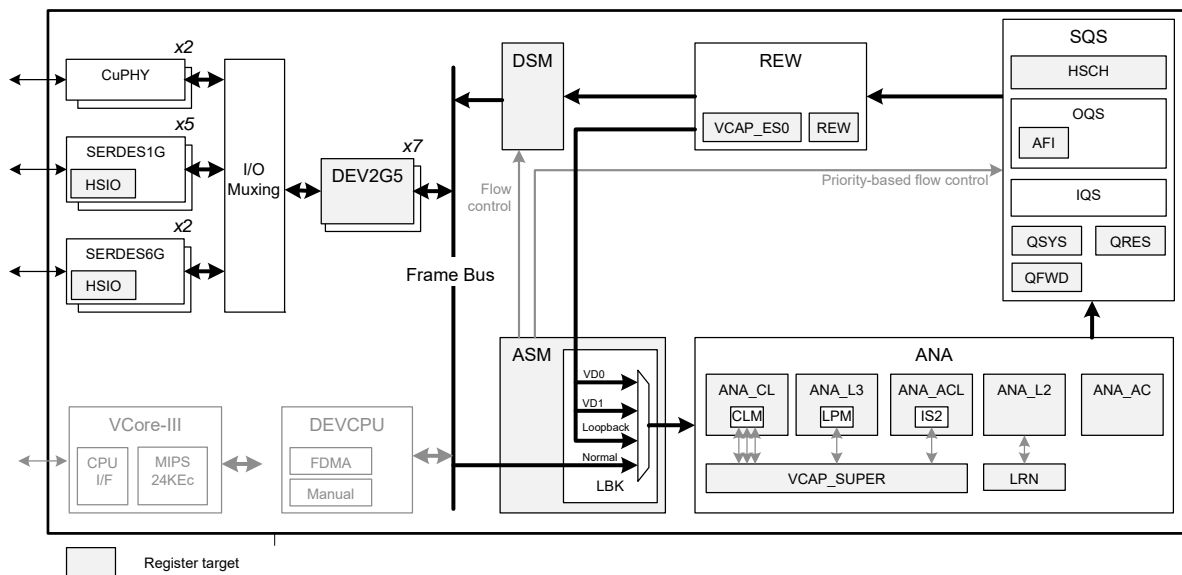 x2
CuPHY
x5
SERDES1G
HSIO
x2
SERDES6G
HSIO
I/O
Muxing
x7
DEV2G5
Frame Bus
VCore-III
CPU
I/F
MIPS
24KEc
DEVCPU
FDMA
Manual
DSM
Flow
control
REW
VCAP_ES0
REW
Priority-based flow control
SQS
HSCH
OQS
AFI
IQS
QSYS
QRES
QFWD
ASM
VD0
VD1
Loopback
Normal
LBK
ANA
ANA_CL
CLM
ANA_L3
LPM
ANA_ACL
IS2
ANA_L2
ANA_AC
VCAP_SUPER
LRN
Register target